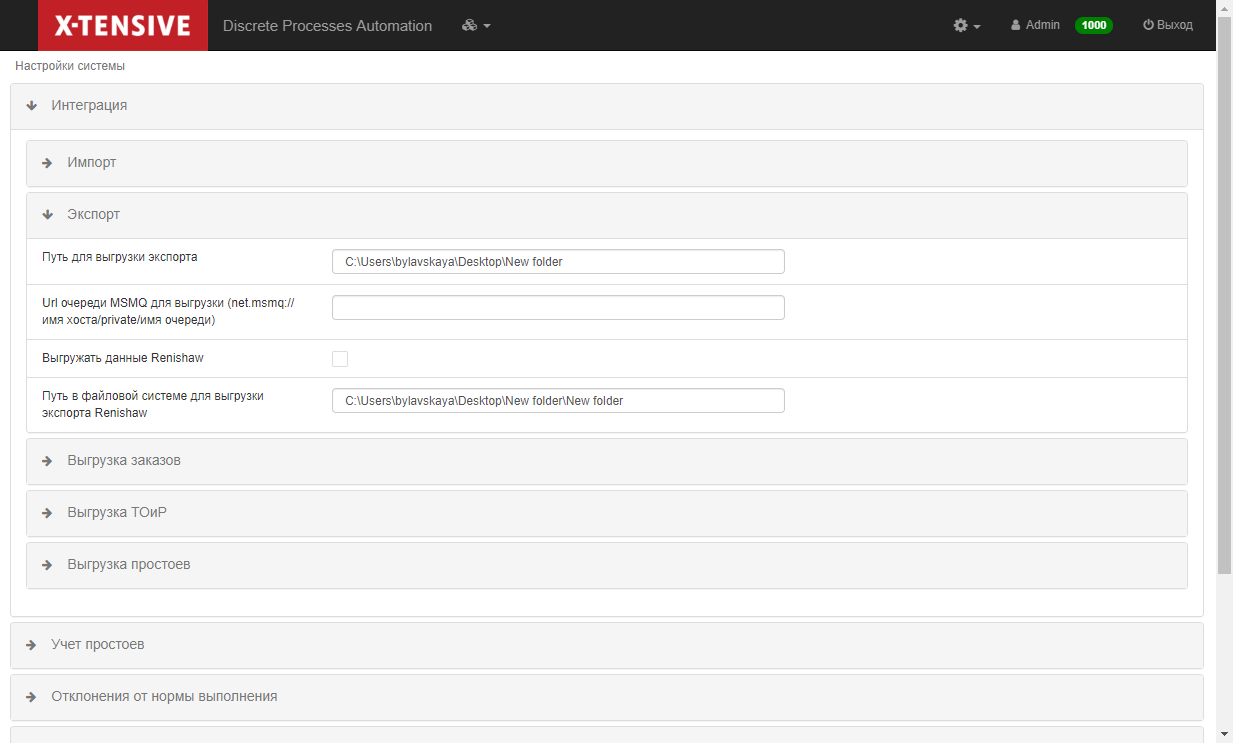 X-TENSIVE Discrete Processes Automation Admin 1000 Выход
Настройки системы
Интеграция
Импорт
Экспорт
Путь для выгрузки экспорта
C:\Users\bylavskaya\Desktop\New folder
Url очереди MSMQ для выгрузки (net.msmq://
имя хоста/private/имя очереди)
Выгружать данные Renishaw
Путь в файловой системе для выгрузки
экспорта Renishaw
C:\Users\bylavskaya\Desktop\New folder\New folder
Выгрузка заказов
Выгрузка ТОиР
Выгрузка простоев
Учет простоев
Отклонения от нормы выполнения